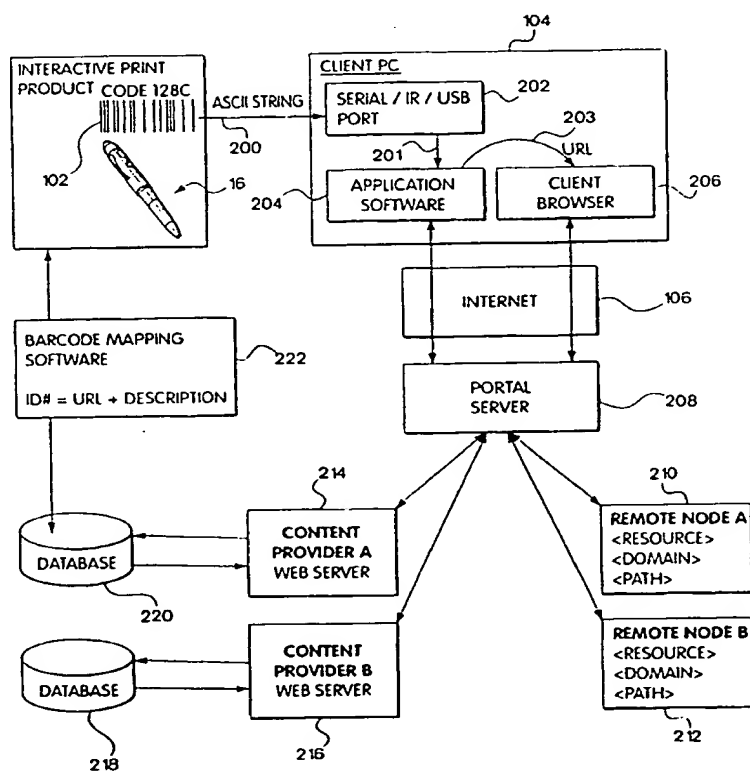 104
INTERACTIVE PRINT
PRODUCT
CODE 128C
102
16
ASCII STRING
200
CLIENT PC
SERIAL / IR / USB
PORT
202
201
203
URL
204
APPLICATION
SOFTWARE
CLIENT
BROWSER
206
INTERNET
106
BARCODE MAPPING
SOFTWARE
ID# = URL + DESCRIPTION
222
PORTAL
SERVER
208
214
CONTENT
PROVIDER A
WEB SERVER
210
REMOTE NODE A
<RESOURCE>
<DOMAIN>
<PATH>
DATABASE
220
CONTENT
PROVIDER B
WEB SERVER
216
REMOTE NODE B
<RESOURCE>
<DOMAIN>
<PATH>
212
DATABASE
218